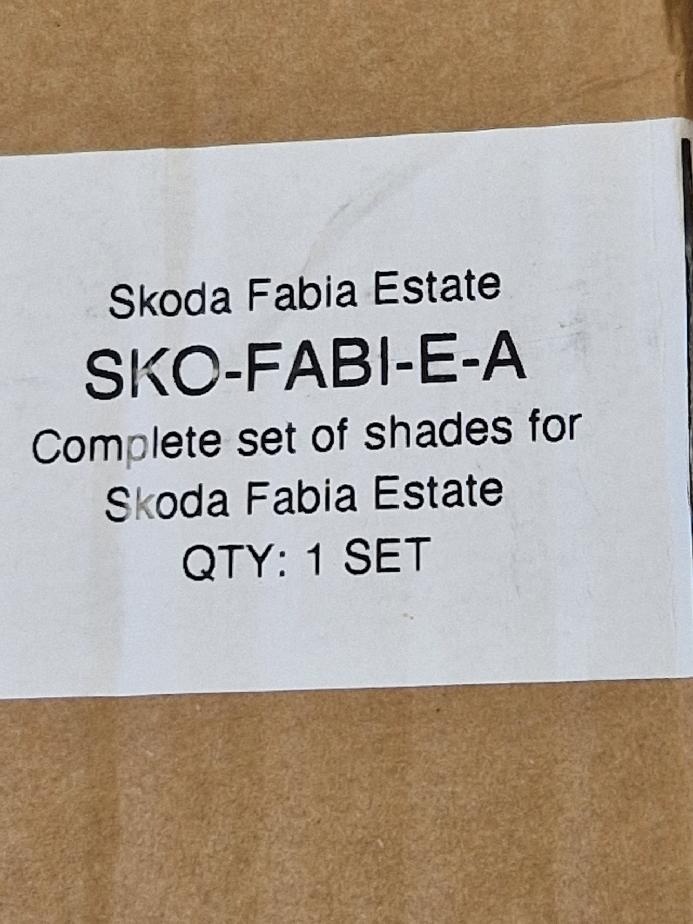 Skoda Fabia Estate
SKO-FABI-E-A
Complete set of shades for
Skoda Fabia Estate
QTY: 1 SET